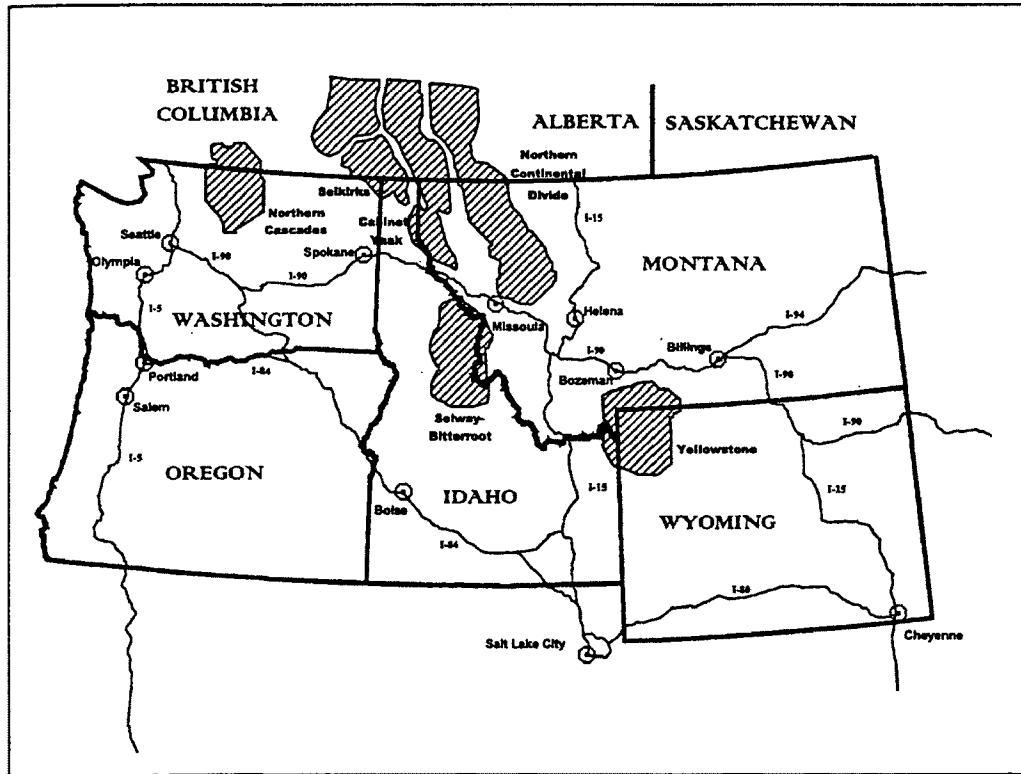 BRITISH
COLUMBIA
ALBERTA
SASKATCHEWAN
Northern
Continental
Divide
Selkirks
Northern
Cascades
Cabinet
Yaak
I-15
Seattle
Spokane
I-90
Olympia
I-90
MONTANA
I-5
WASHINGTON
Missoula
Helena
I-94
Billings
I-90
Portland
I-84
Bozeman
I-90
Salem
Selway-
Bitterroot
I-90
Yellowstone
I-5
OREGON
IDAHO
I-15
I-25
Boise
WYOMING
I-84
I-80
Salt Lake City
Cheyenne